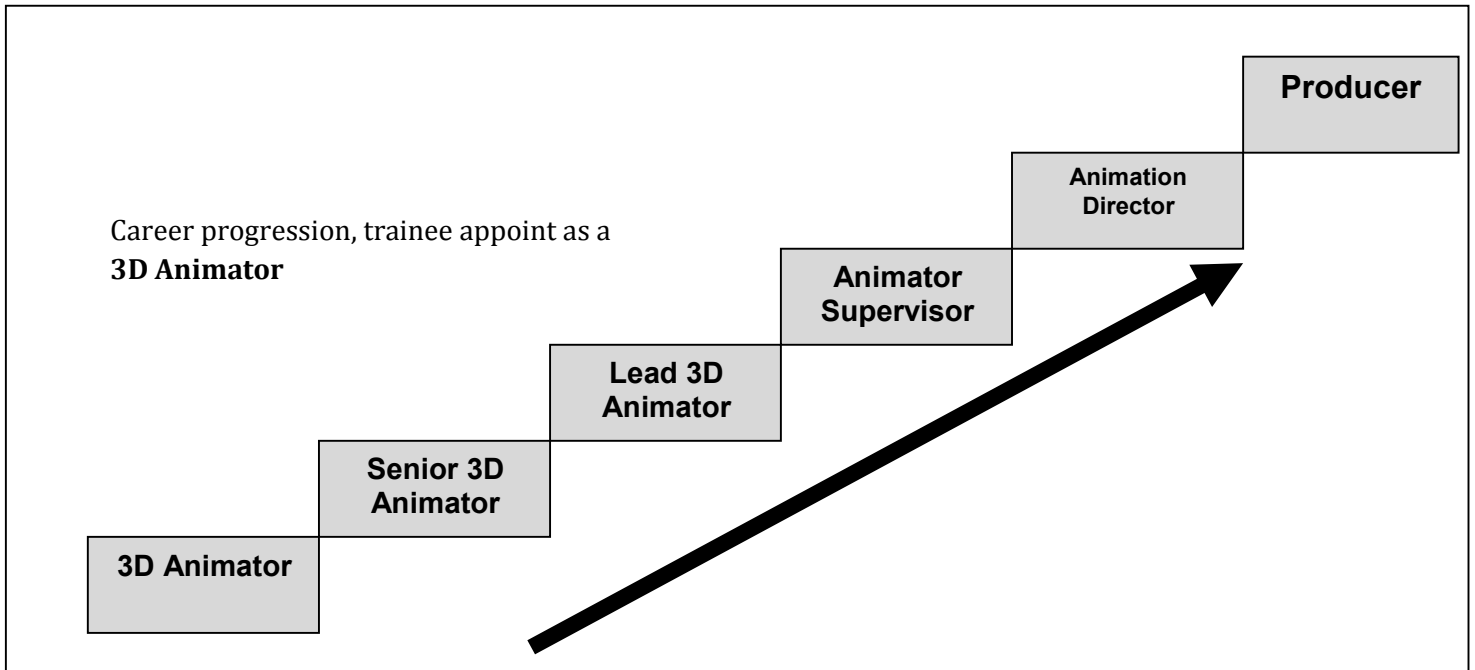 Producer
Animation
Director
Career progression, trainee appoint as a
3D Animator
Animator
Supervisor
Lead 3D
Animator
Senior 3D
Animator
3D Animator